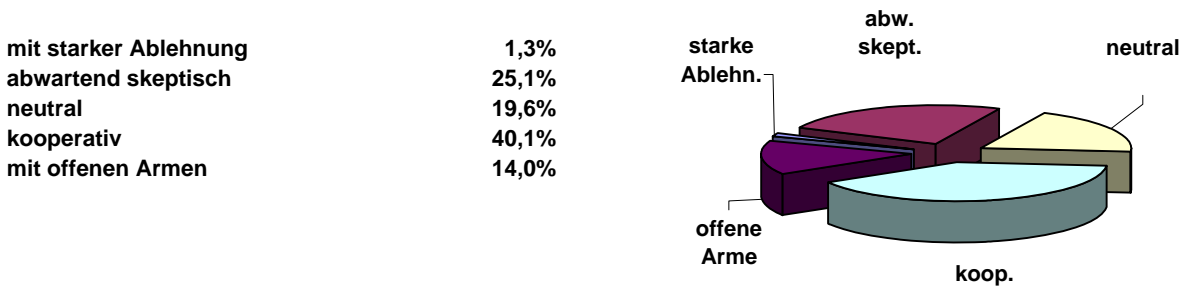 mit starker Ablehnung 1,3%
abwartend skeptisch 25,1%
neutral 19,6%
kooperativ 40,1%
mit offenen Armen 14,0%
starke
Ablehn.
abw.
skept.
neutral
offene
Arme
koop.